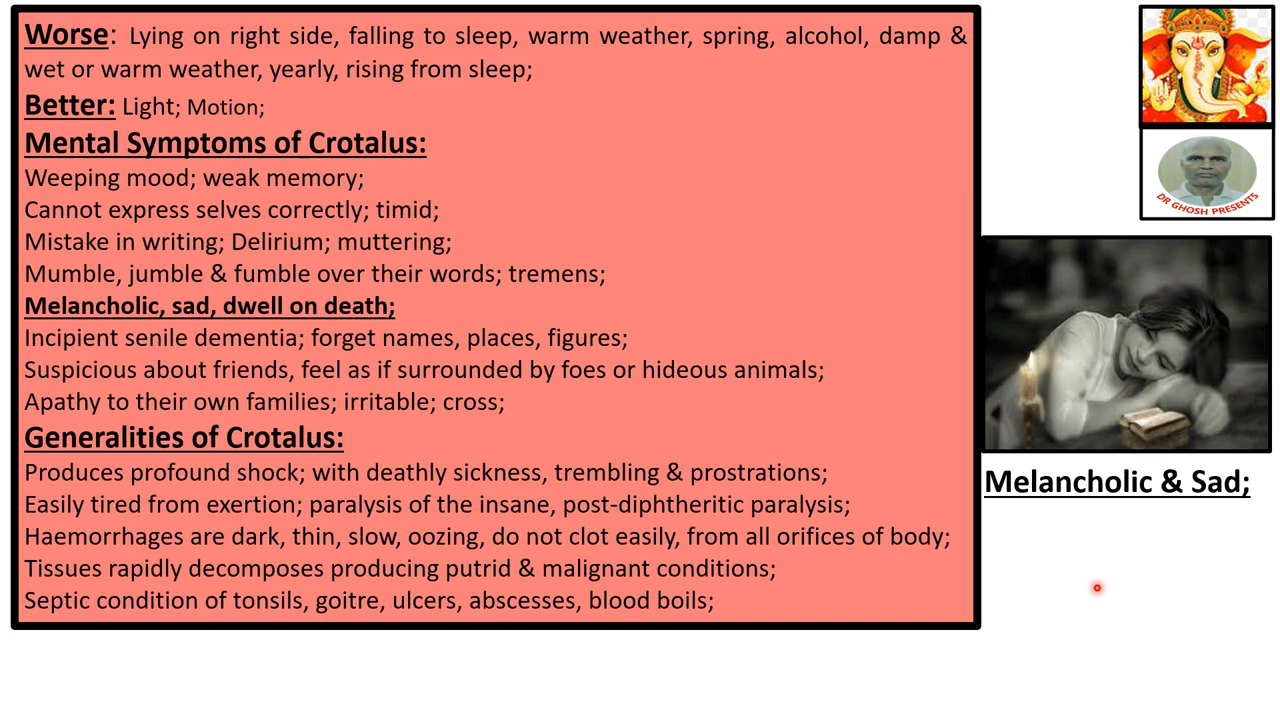 Worse: Lying on right side, falling to sleep, warm weather, spring, alcohol, damp &
wet or warm weather, yearly, rising from sleep;
Better: Light; Motion;
Mental Symptoms of Crotalus:
Weeping mood; weak memory;
Cannot express selves correctly; timid;
Mistake in writing; Delirium; muttering;
Mumble, jumble & fumble over their words; tremens;
Melancholic, sad, dwell on death;
Incipient senile dementia; forget names, places, figures;
Suspicious about friends, feel as if surrounded by foes or hideous animals;
Apathy to their own families; irritable; cross;
Generalities of Crotalus:
Produces profound shock; with deathly sickness, trembling & prostrations;
Easily tired from exertion; paralysis of the insane, post-diphtheritic paralysis;
Haemorrhages are dark, thin, slow, oozing, do not clot easily, from all orifices of body;
Tissues rapidly decomposes producing putrid & malignant conditions;
Septic condition of tonsils, goitre, ulcers, abscesses, blood boils;
DR GHOSH PRESENTS
Melancholic & Sad;